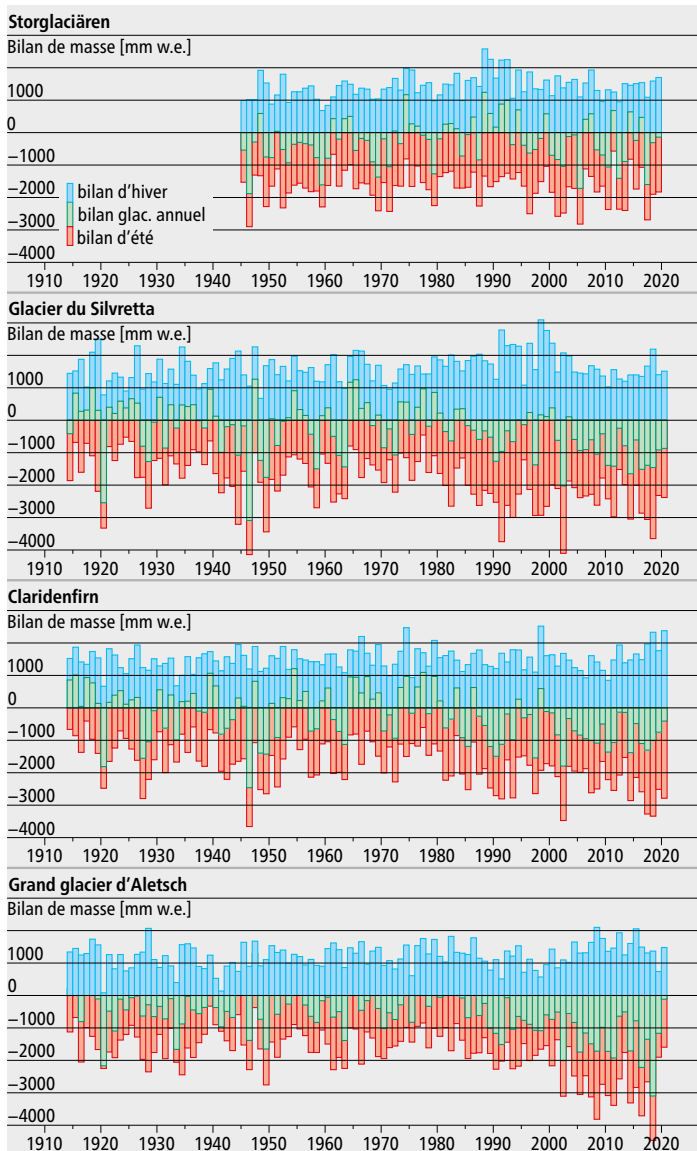 Storglaciären
Bilan de masse [mm w.e.]
1000
0
−1000
−2000
−3000
−4000
bilan d’hiver
bilan glac. annuel
bilan d’été
1910 1920 1930 1940 1950 1960 1970 1980 1990 2000 2010 2020
Glacier du Silvretta
Bilan de masse [mm w.e.]
1000
0
−1000
−2000
−3000
−4000
1910 1920 1930 1940 1950 1960 1970 1980 1990 2000 2010 2020
Claridenfirn
Bilan de masse [mm w.e.]
1000
0
−1000
−2000
−3000
−4000
1910 1920 1930 1940 1950 1960 1970 1980 1990 2000 2010 2020
Grand glacier d’Aletsch
Bilan de masse [mm w.e.]
1000
0
−1000
−2000
−3000
−4000
1910 1920 1930 1940 1950 1960 1970 1980 1990 2000 2010 2020